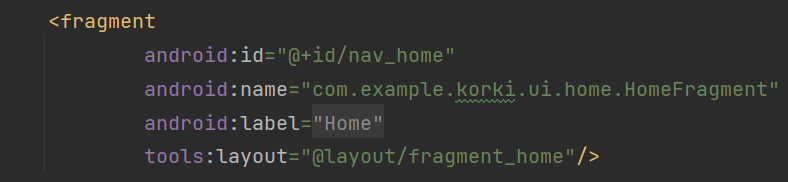 <fragment
android:id="@+id/nav_home"
android:name="com.example.korki.ui.home.HomeFragment"
android:label="Home"
tools:layout="@layout/fragment_home"/>